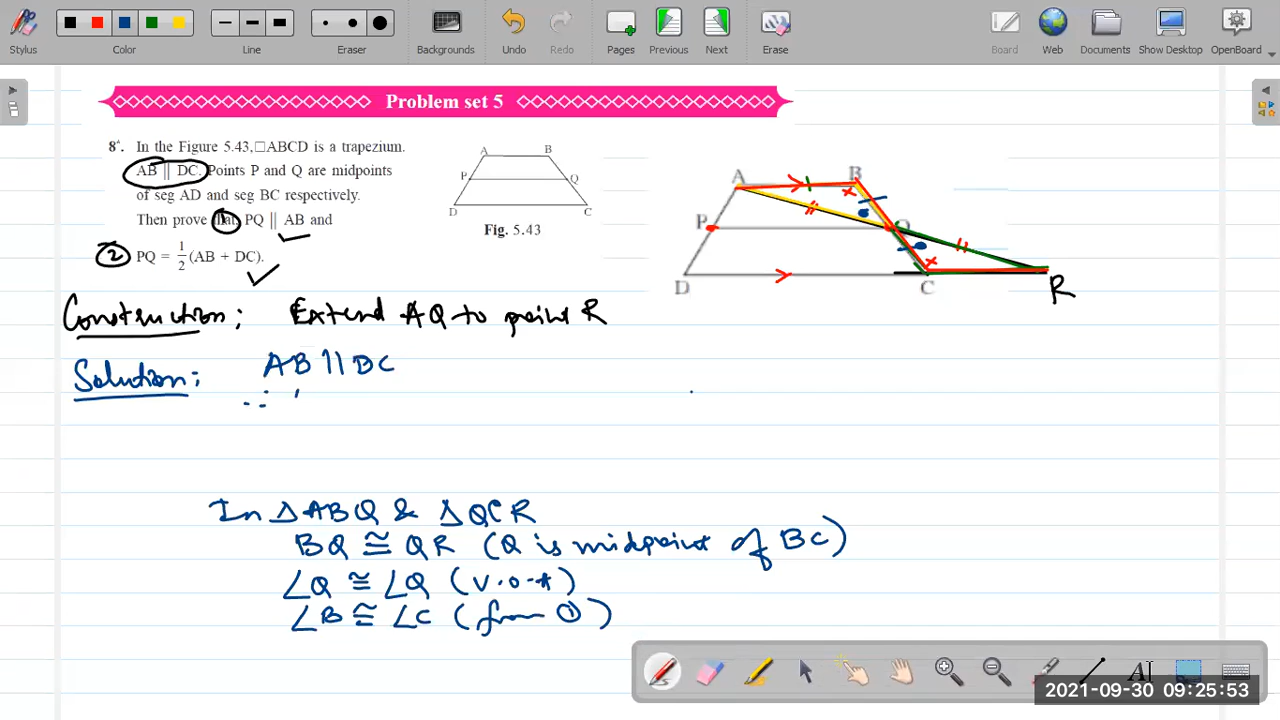 Stylus Color Line Eraser Backgrounds Undo Redo Pages Previous Next Erase Board Web Documents Show Desktop OpenBoard
Problem set 5
8*. In the Figure 5.43, □ABCD is a trapezium.
AB || DC. Points P and Q are midpoints
of seg AD and seg BC respectively.
Then prove that, PQ || AB and
① 
② PQ = 1/2 (AB + DC).
A B
P Q
D C
Fig. 5.43
A B
P Q
D C R
Construction: Extend AQ to point R
Solution: AB || BC
∴
In △ABQ & △QCR
BQ ≅ QR (Q is midpoint of BC)
∠Q ≅ ∠Q (V.O.A)
∠B ≅ ∠C (from ①)
2021-09-30 09:25:53